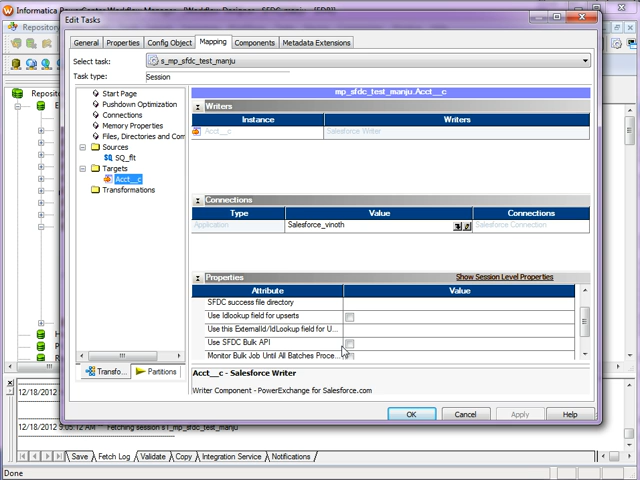 Informatica PowerCenter
Edit Tasks
Repository
General
Properties
Config Object
Mapping
Components
Metadata Extensions
Select task:
s_mp_sfdc_test_manju
Task type:
Session
Start Page
Pushdown Optimization
Connections
Memory Properties
Files, Directories and Com
Sources
SQ_flt
Targets
Acct__c
Transformations
mp_sfdc_test_manju.Acct__c
Writers
Instance
Writers
Acct__c
Salesforce Writer
Connections
Type
Value
Connections
Application
Salesforce_vinoth
Salesforce Connection
Properties
Show Session Level Properties
Attribute
Value
SFDC success file directory
Use Idlookup field for upserts
Use this ExternalId/IdLookup field for U...
Use SFDC Bulk API
Monitor Bulk Job Until All Batches Proce...
Transfo...
Partitions
Acct__c - Salesforce Writer
Writer Component - PowerExchange for Salesforce.com
OK
Cancel
Apply
Help
12/18/2012
12/18/2012 9:05:12 AM ** Fetching session s1_mp_sfdc_test_manju
Save
Fetch Log
Validate
Copy
Integration Service
Notifications
Done